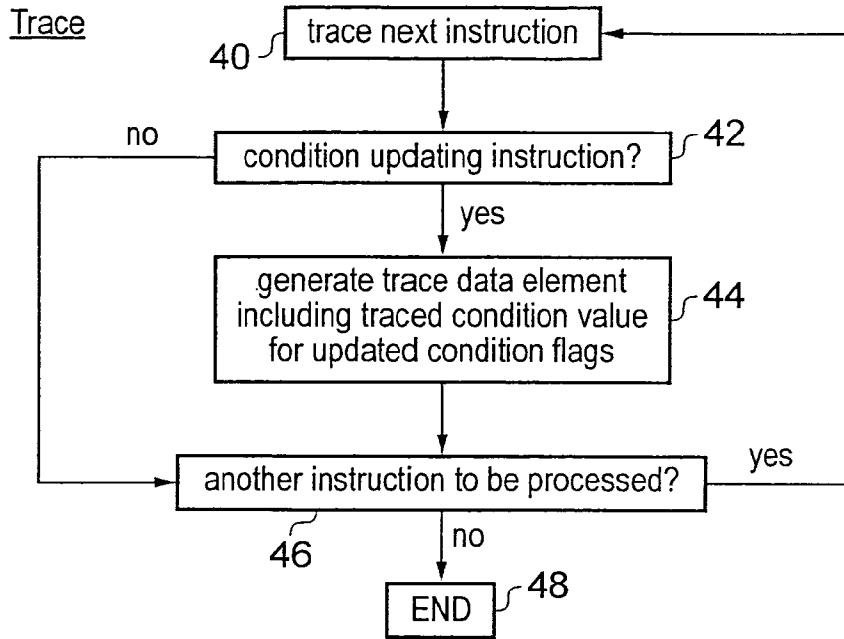 Trace
trace next instruction
40
no
condition updating instruction?
42
yes
generate trace data element
including traced condition value
for updated condition flags
44
another instruction to be processed?
yes
46
no
END
48